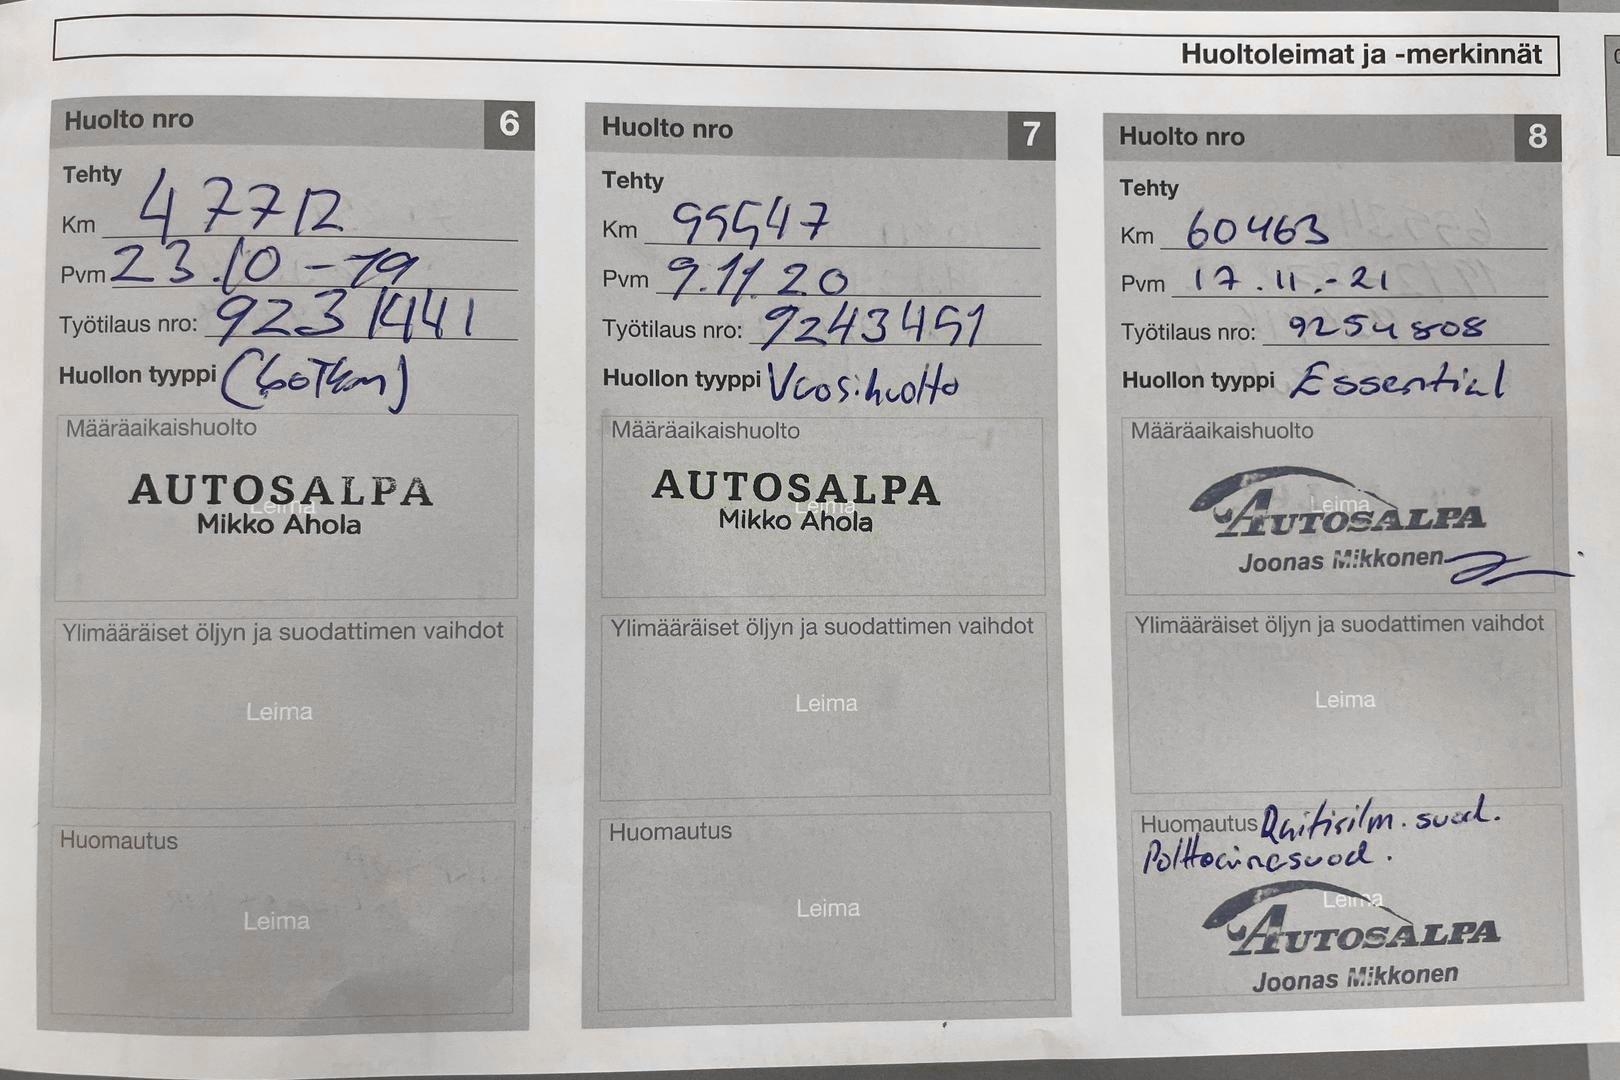 Huoltoleimat ja -merkinnät
Huolto nro 6
Tehty
Km 47712
Pvm 23.10-19
Työtilaus nro: 9231441
Huollon tyyppi (60Tkm)
Määräaikaishuolto
AUTOSALPA
Leima
Mikko Ahola
Ylimääräiset öljyn ja suodattimen vaihdot
Leima
Huomautus
Leima
Huolto nro 7
Tehty
Km 55547
Pvm 9.11.20
Työtilaus nro: 9243451
Huollon tyyppi Vuosihuolto
Määräaikaishuolto
AUTOSALPA
Leima
Mikko Ahola
Ylimääräiset öljyn ja suodattimen vaihdot
Leima
Huomautus
Leima
Huolto nro 8
Tehty
Km 60463
Pvm 17.11.-21
Työtilaus nro: 9254808
Huollon tyyppi Essential
Määräaikaishuolto
Leima
AUTOSALPA
Joonas Mikkonen
Ylimääräiset öljyn ja suodattimen vaihdot
Leima
Huomautus Raitisilm. suod.
Polttoainesuod.
Leima
AUTOSALPA
Joonas Mikkonen